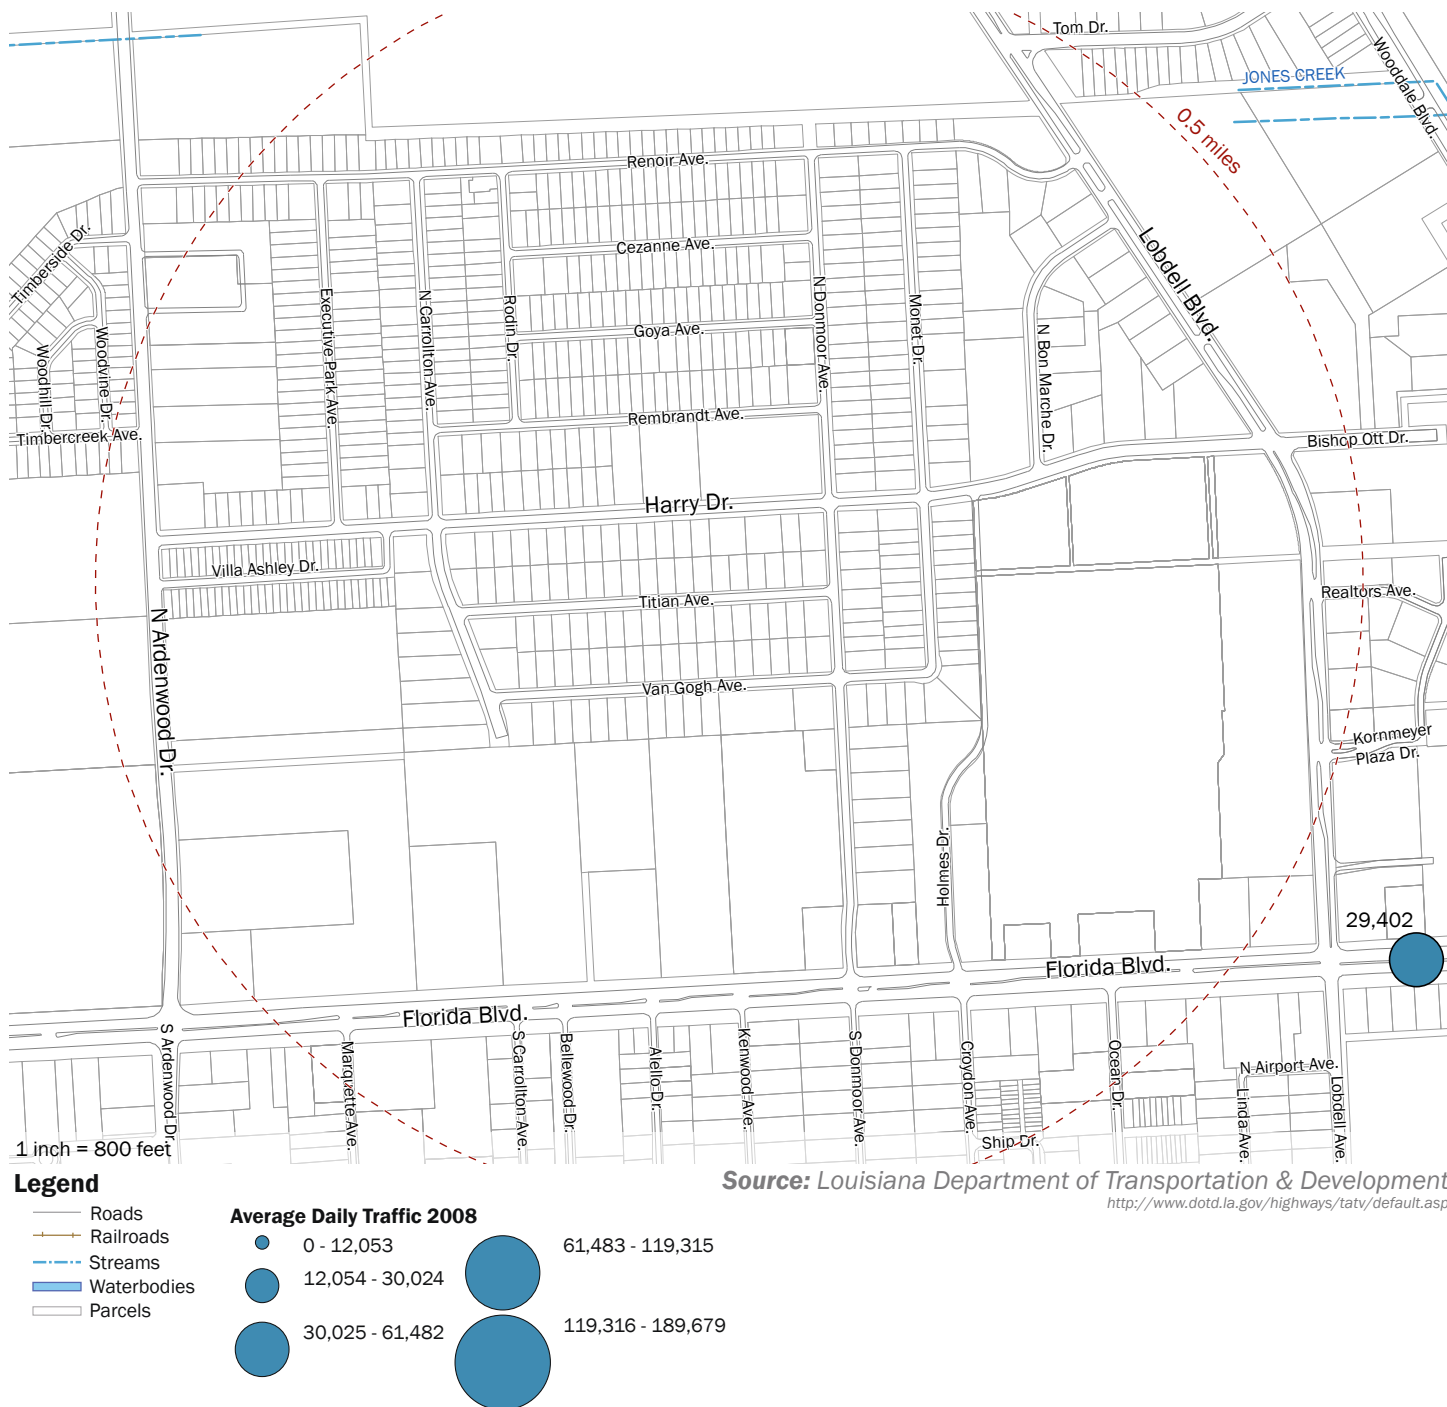 Tom Dr.
Wooddale Blvd.
JONES CREEK
0.5 miles
Renoir Ave.
Timberside Dr.
Cezanne Ave.
Lobdell Blvd.
Executive Park Ave.
N Carrollton Ave.
Rodin Dr.
N Donmoor Ave.
Monet Dr.
Goya Ave.
N Bon Marche Dr.
Woodhill Dr.
Woodvine Dr.
Rembrandt Ave.
Timbercreek Ave.
Bishop Ott Dr.
Harry Dr.
Villa Ashley Dr.
Titian Ave.
Realtors Ave.
N Ardenwood Dr.
Van Gogh Ave.
Kornmeyer
Plaza Dr.
Holmes Dr.
29,402
Florida Blvd.
Florida Blvd.
S Ardenwood Dr.
Marquette Ave.
S Carrollton Ave.
Bellewood Dr.
Alello Dr.
Kenwood Ave.
S Donmoor Ave.
Croydon Ave.
Ocean Dr.
N Airport Ave.
Linda Ave.
Lobdell Ave.
Ship Dr.
1 inch = 800 feet
Legend
Roads
Railroads
Streams
Waterbodies
Parcels
Average Daily Traffic 2008
0 - 12,053
12,054 - 30,024
30,025 - 61,482
61,483 - 119,315
119,316 - 189,679
Source: Louisiana Department of Transportation & Development
http://www.dotd.la.gov/highways/tatv/default.asp